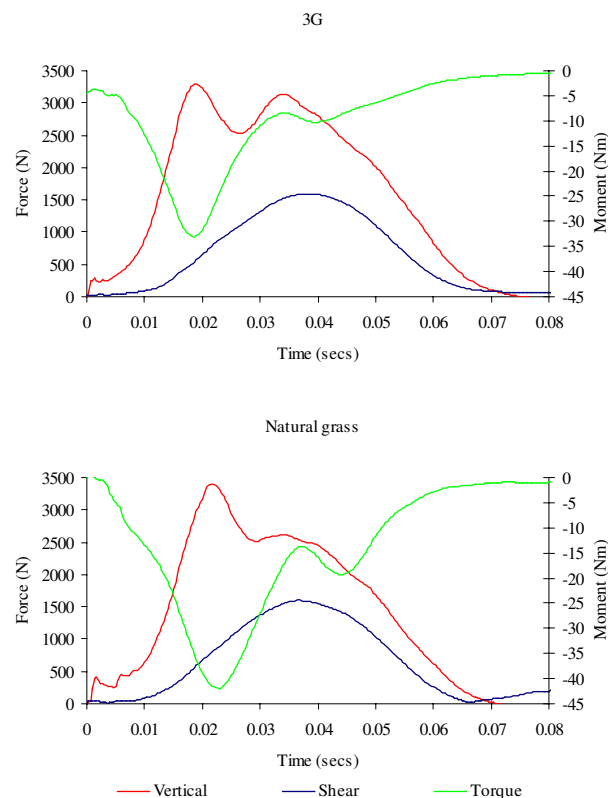 3G
3500 0
3000 -5
-10
2500
-15
2000 -20
1500 -25
-30
1000
-35
500 -40
0 -45
Force (N)
Moment (Nm)
0 0.01 0.02 0.03 0.04 0.05 0.06 0.07 0.08
Time (secs)
Natural grass
3500 0
3000 -5
-10
2500
-15
2000 -20
1500 -25
-30
1000
-35
500 -40
0 -45
Force (N)
Moment (Nm)
0 0.01 0.02 0.03 0.04 0.05 0.06 0.07 0.08
Time (secs)
Vertical Shear Torque